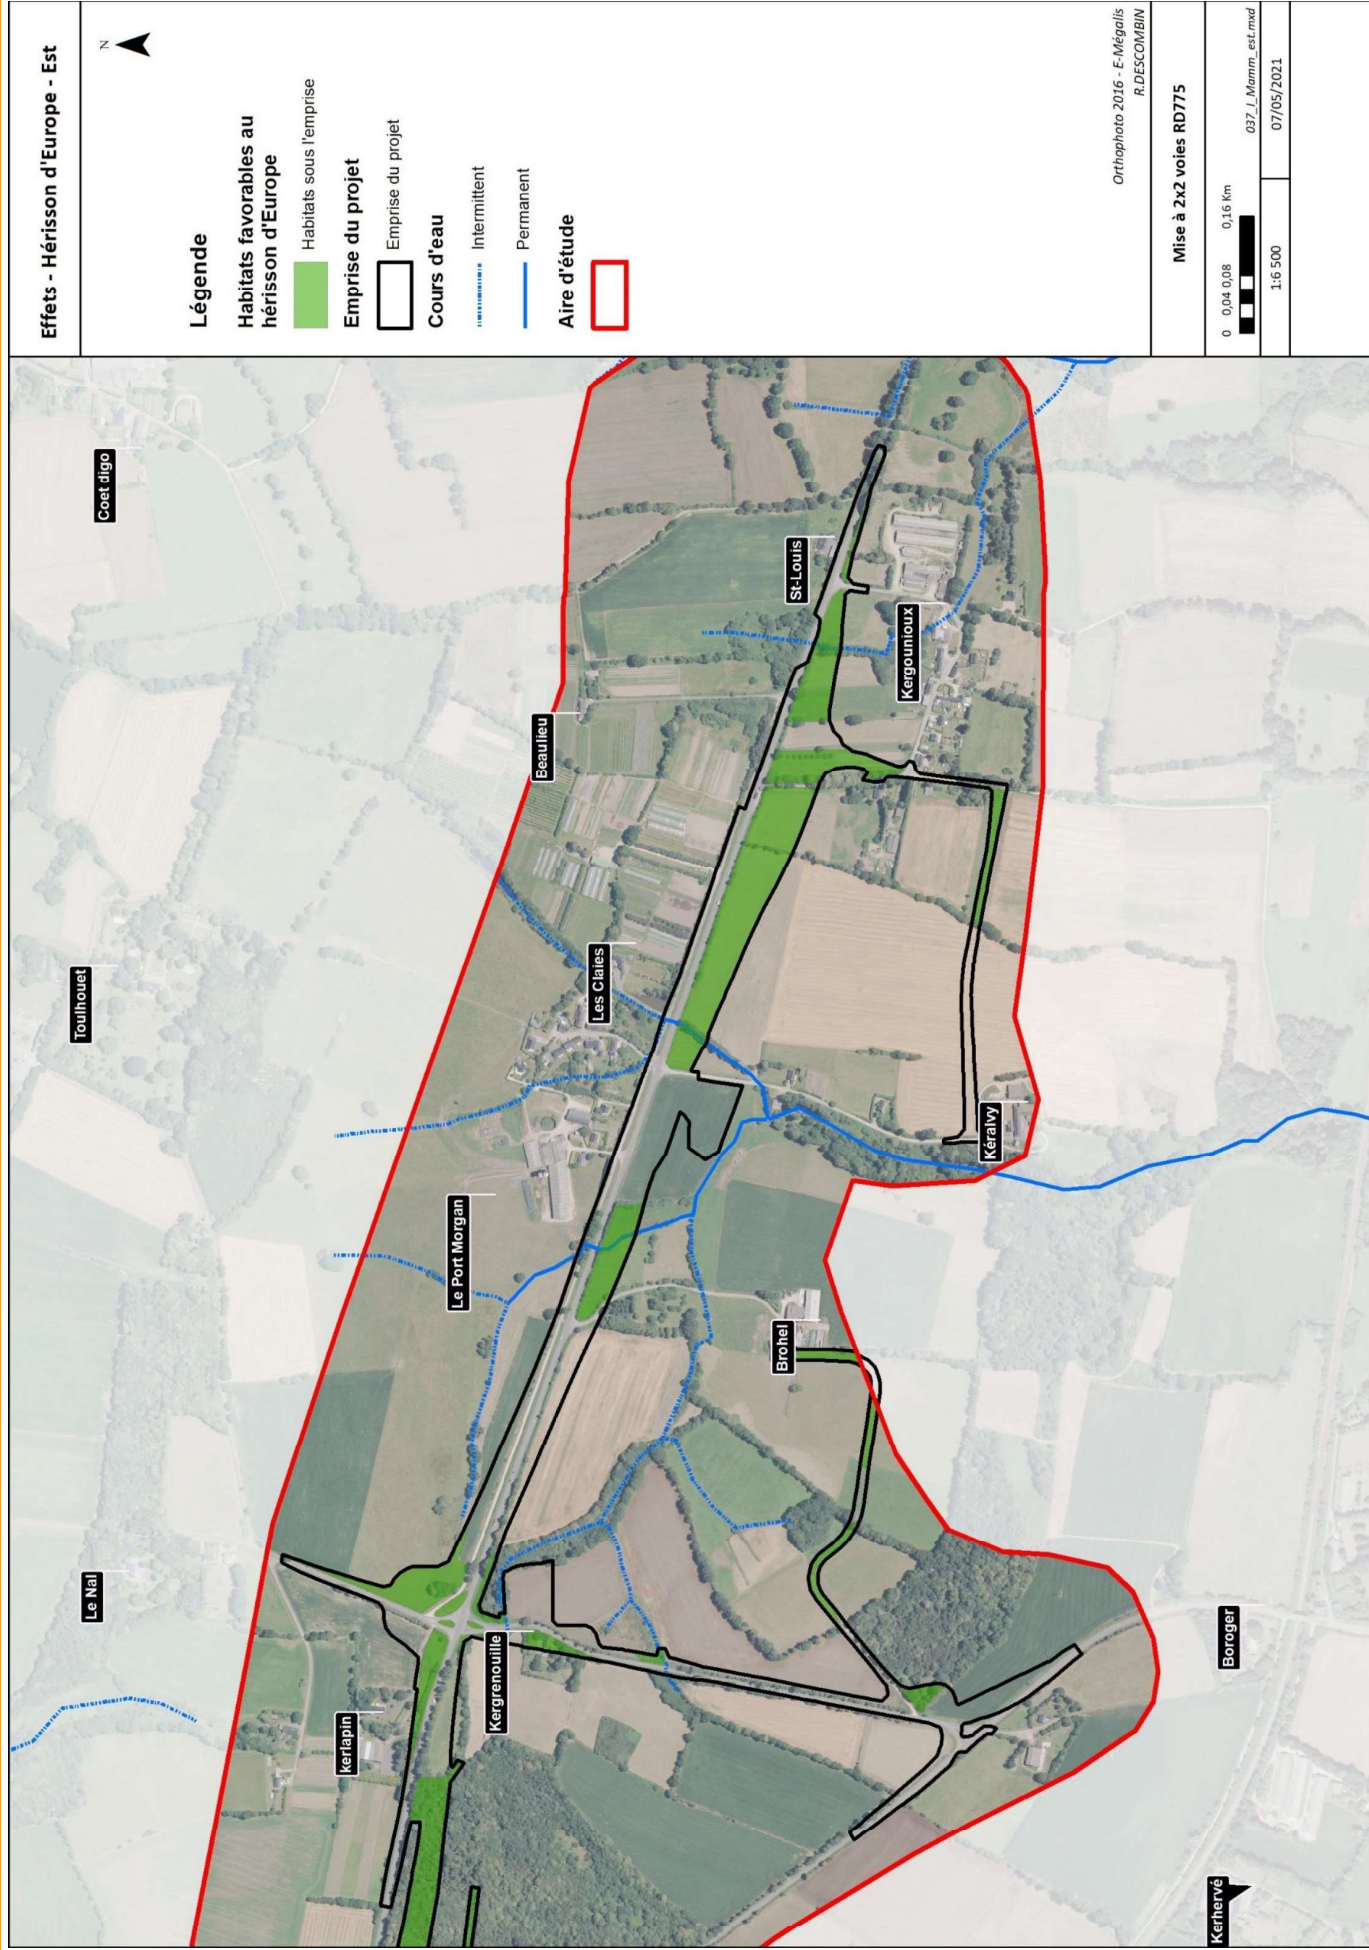 Effets - Hérisson d'Europe - Est
N
Légende
Habitats favorables au
hérisson d'Europe
Habitats sous l'emprise
Emprise du projet
Emprise du projet
Cours d'eau
Intermittent
Permanent
Aire d'étude
Orthophoto 2016 - E-Mégalis
R.DESCOMBIN
Mise à 2x2 voies RD775
0 0,04 0,08 0,16 Km
037_I_Mamm_est.mxd
1:6 500
07/05/2021
Le Nal
Toulhouet
Coet digo
kerlapin
Kergrenouille
Le Port Morgan
Les Claies
Beaulieu
St-Louis
Kergounioux
Brohel
Kéralvy
Boroger
Kerhervé